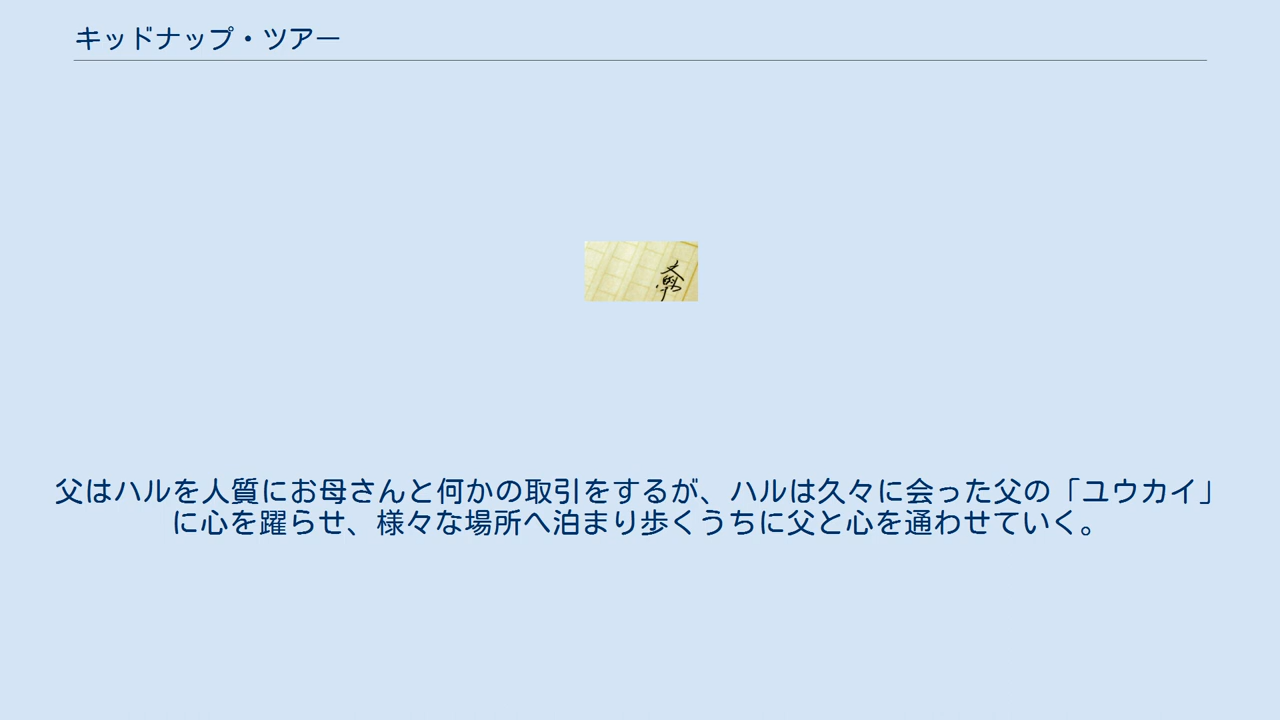 キッドナップ・ツアー
父はハルを人質にお母さんと何かの取引をするが、ハルは久々に会った父の「ユウカイ」
に心を躍らせ、様々な場所へ泊まり歩くうちに父と心を通わせていく。